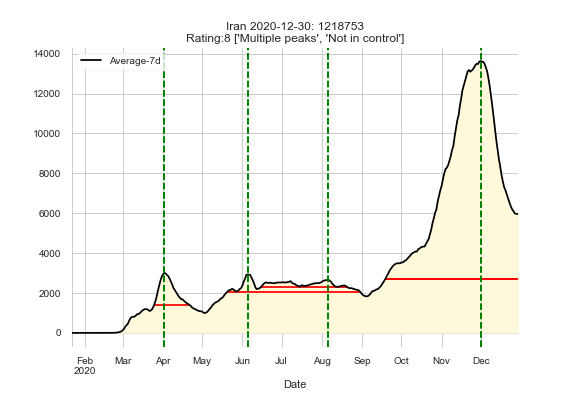 Iran 2020-12-30: 1218753
Rating:8 ['Multiple peaks', 'Not in control']
Average-7d
14000
12000
10000
8000
6000
4000
2000
0
Feb Mar Apr May Jun Jul Aug Sep Oct Nov Dec
2020
Date